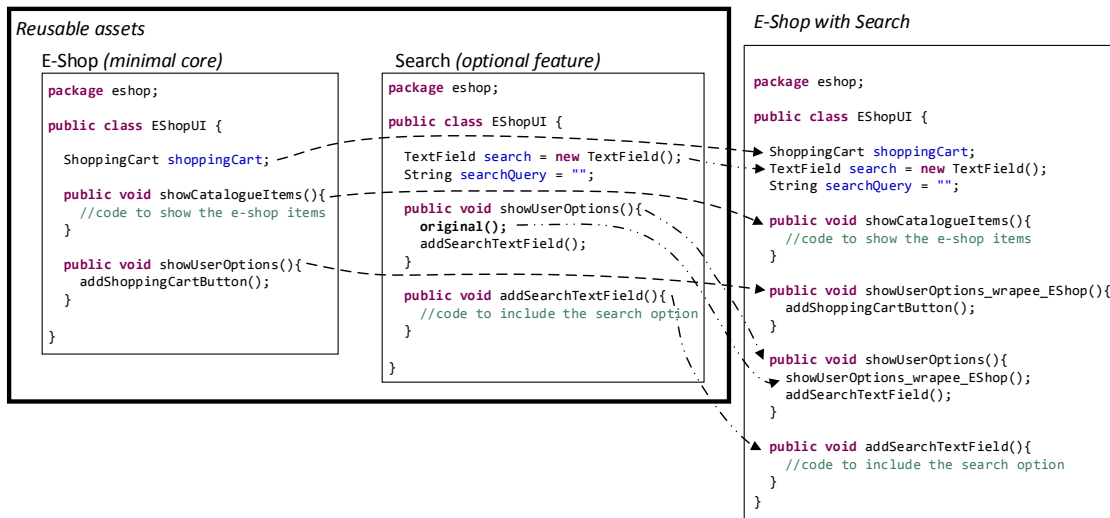 Reusable assets
E-Shop (minimal core)
package eshop;
public class EShopUI {
ShoppingCart shoppingCart;
public void showCatalogueItems(){
//code to show the e-shop items
}
public void showUserOptions(){
addShoppingCartButton();
}
}
Search (optional feature)
package eshop;
public class EShopUI {
TextField search = new TextField();
String searchQuery = "";
public void showUserOptions(){
original();
addSearchTextField();
}
public void addSearchTextField(){
//code to include the search option
}
}
E-Shop with Search
package eshop;
public class EShopUI {
ShoppingCart shoppingCart;
TextField search = new TextField();
String searchQuery = "";
public void showCatalogueItems(){
//code to show the e-shop items
}
public void showUserOptions_wrapee_EShop(){
addShoppingCartButton();
}
public void showUserOptions(){
showUserOptions_wrapee_EShop();
addSearchTextField();
}
public void addSearchTextField(){
//code to include the search option
}
}